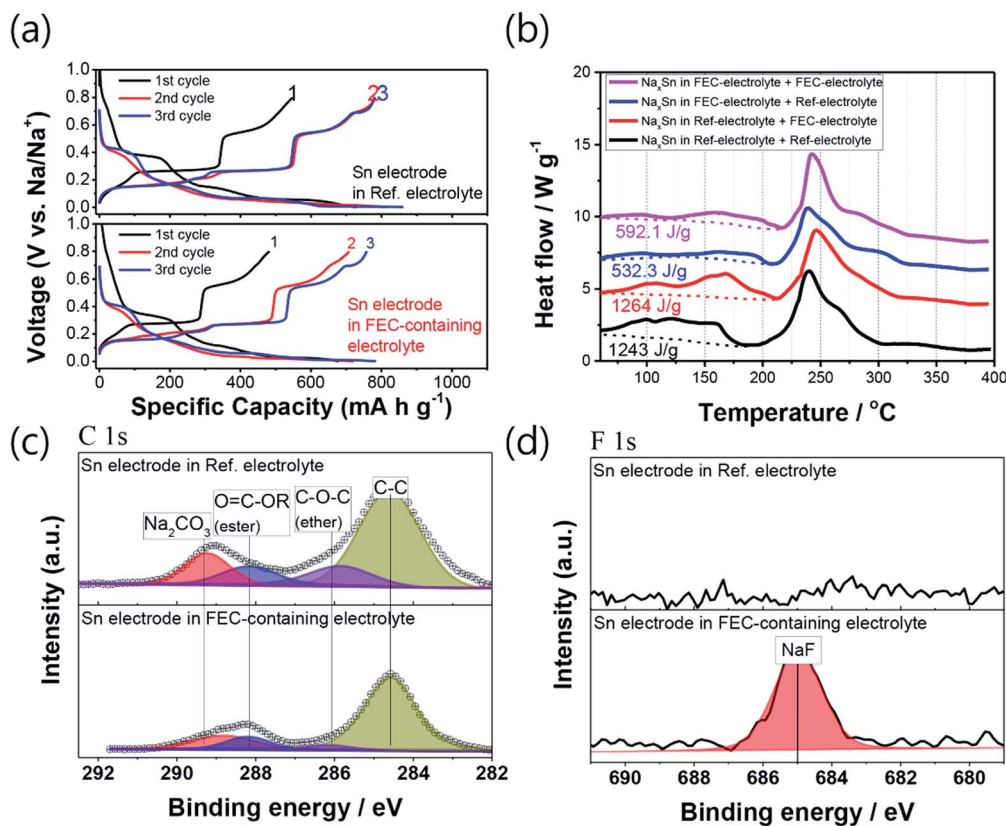 (a)
1.0
0.8
0.6
0.4
0.2
0.0
1.0
0.8
0.6
0.4
0.2
0.0
Voltage (V vs. Na/Na⁺)
1st cycle
2nd cycle
3rd cycle
1
2
3
Sn electrode
in Ref. electrolyte
1st cycle
2nd cycle
3rd cycle
1
2
3
Sn electrode
in FEC-containing
electrolyte
0 200 400 600 800 1000
Specific Capacity (mA h g⁻¹)
(b)
20
15
10
5
0
Heat flow / W g⁻¹
NaₓSn in FEC-electrolyte + FEC-electrolyte
NaₓSn in FEC-electrolyte + Ref-electrolyte
NaₓSn in Ref-electrolyte + FEC-electrolyte
NaₓSn in Ref-electrolyte + Ref-electrolyte
592.1 J/g
532.3 J/g
1264 J/g
1243 J/g
100 150 200 250 300 350 400
Temperature / °C
(c)
C 1s
Intensity (a.u.)
Sn electrode in Ref. electrolyte
Na₂CO₃
O=C-OR
(ester)
C-O-C
(ether)
C-C
Sn electrode in FEC-containing electrolyte
292 290 288 286 284 282
Binding energy / eV
(d)
F 1s
Intensity (a.u.)
Sn electrode in Ref. electrolyte
Sn electrode in FEC-containing electrolyte
NaF
690 688 686 684 682 680
Binding energy / eV